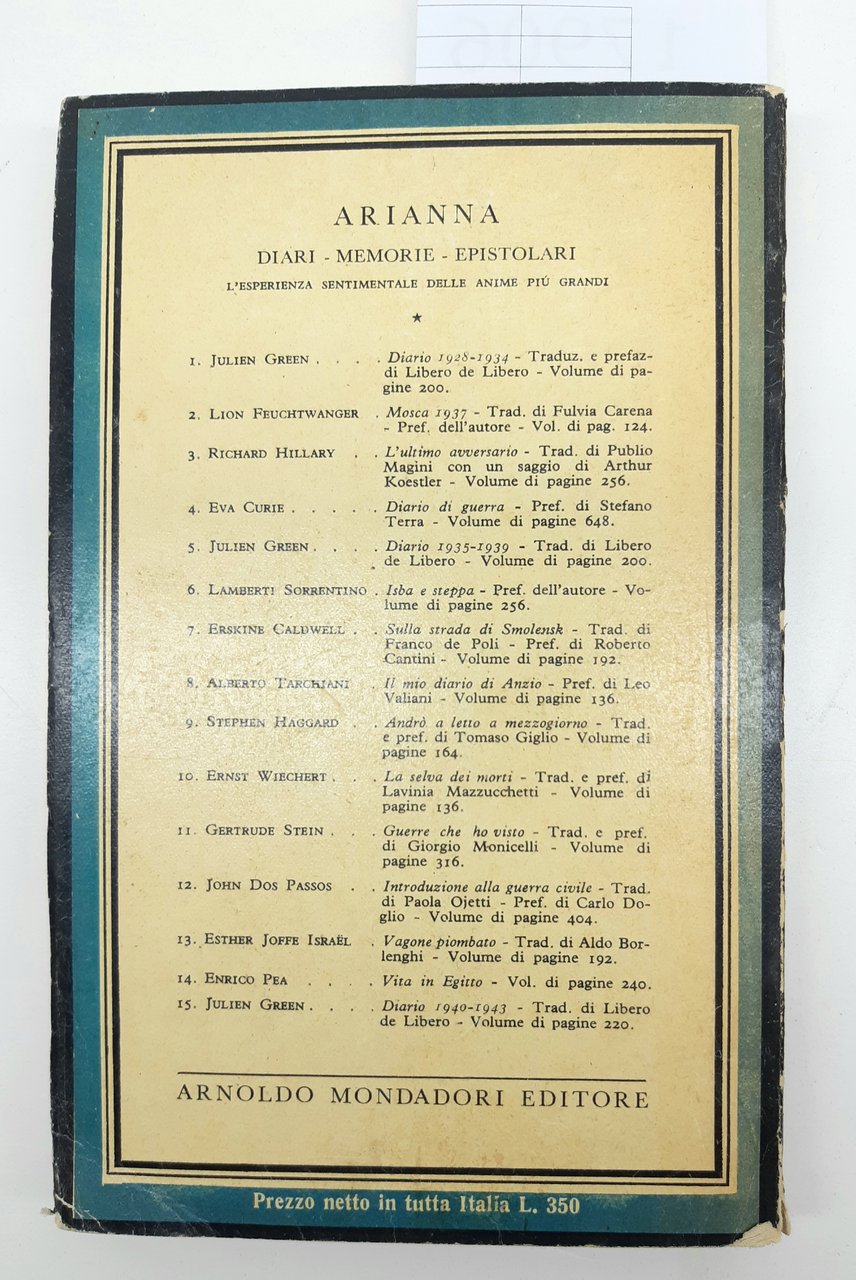 ARIANNA
DIARI - MEMORIE - EPISTOLARI
L'ESPERIENZA SENTIMENTALE DELLE ANIME PIÚ GRANDI
★
1. JULIEN GREEN . . . . Diario 1928-1934 - Traduz. e prefaz-
di Libero de Libero - Volume di pa-
gine 200.
2. LION FEUCHTWANGER . Mosca 1937 - Trad. di Fulvia Carena
- Pref. dell'autore - Vol. di pag. 124.
3. RICHARD HILLARY . . L'ultimo avversario - Trad. di Publio
Magini con un saggio di Arthur
Koestler - Volume di pagine 256.
4. EVA CURIE . . . . . Diario di guerra - Pref. di Stefano
Terra - Volume di pagine 648.
5. JULIEN GREEN . . . . Diario 1935-1939 - Trad. di Libero
de Libero - Volume di pagine 200.
6. LAMBERTI SORRENTINO . Isba e steppa - Pref. dell'autore - Vo-
lume di pagine 256.
7. ERSKINE CALDWELL . . Sulla strada di Smolensk - Trad. di
Franco de Poli - Pref. di Roberto
Cantini - Volume di pagine 192.
8. ALBERTO TARCHIANI . Il mio diario di Anzio - Pref. di Leo
Valiani - Volume di pagine 136.
9. STEPHEN HAGGARD . . Andrò a letto a mezzogiorno - Trad.
e pref. di Tomaso Giglio - Volume di
pagine 164.
10. ERNST WIECHERT . . . La selva dei morti - Trad. e pref. di
Lavinia Mazzucchetti - Volume di
pagine 136.
11. GERTRUDE STEIN . . . Guerre che ho visto - Trad. e pref.
di Giorgio Monicelli - Volume di
pagine 316.
12. JOHN DOS PASSOS . . Introduzione alla guerra civile - Trad.
di Paola Ojetti - Pref. di Carlo Do-
glio - Volume di pagine 404.
13. ESTHER JOFFE ISRAËL . Vagone piombato - Trad. di Aldo Bor-
lenghi - Volume di pagine 192.
14. ENRICO PEA . . . . Vita in Egitto - Vol. di pagine 240.
15. JULIEN GREEN . . . . Diario 1940-1943 - Trad. di Libero
de Libero - Volume di pagine 220.
ARNOLDO MONDADORI EDITORE
Prezzo netto in tutta Italia L. 350